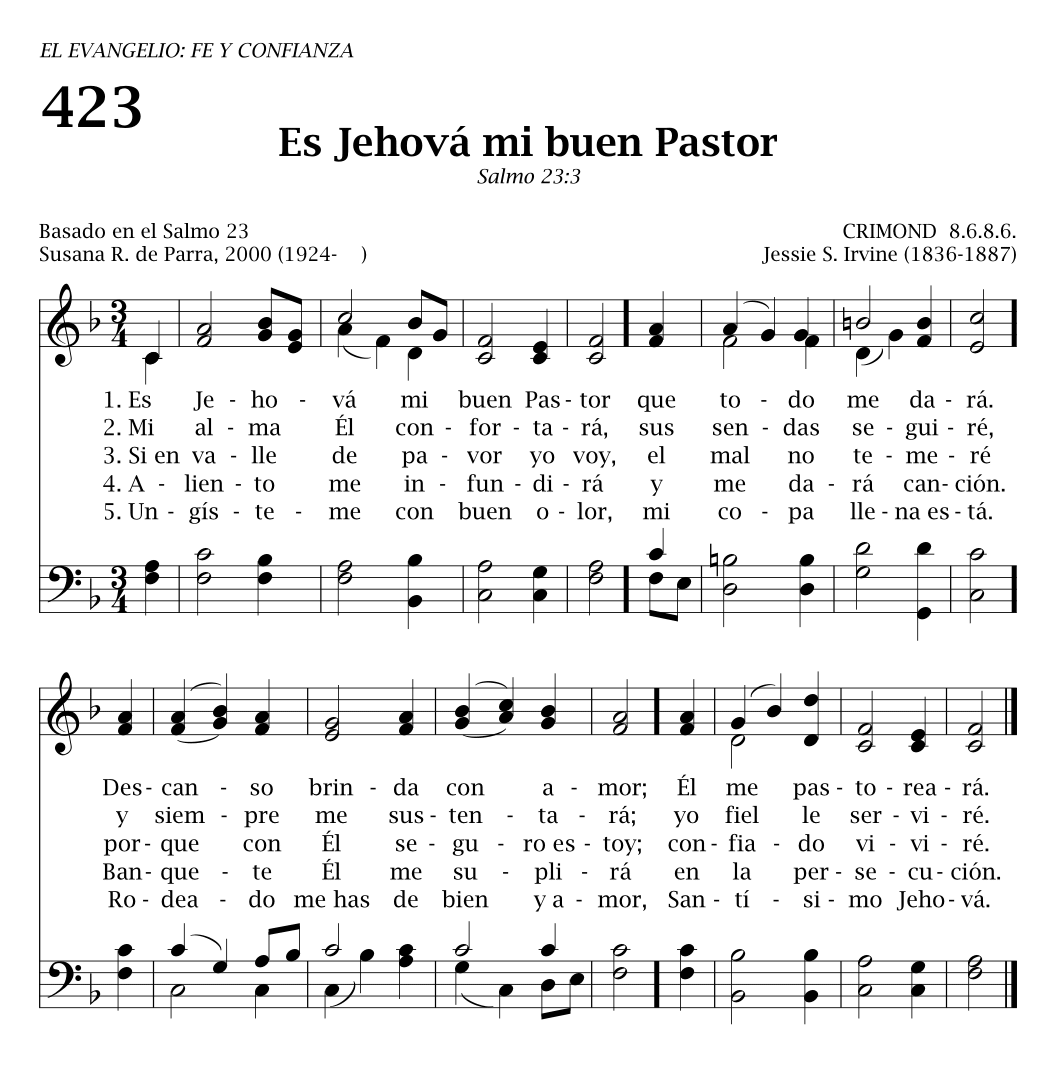 EL EVANGELIO: FE Y CONFIANZA
423
Es Jehová mi buen Pastor
Salmo 23:3
Basado en el Salmo 23
CRIMOND 8.6.8.6.
Susana R. de Parra, 2000 (1924- )
Jessie S. Irvine (1836-1887)
3
4
1. Es Je - ho - vá mi buen Pas - tor que to - do me da - rá.
2. Mi al - ma Él con - for - ta - rá, sus sen - das se - gui - ré,
3. Si en va - lle de pa - vor yo voy, el mal no te - me - ré
4. A - lien - to me in - fun - di - rá y me da - rá can - ción.
5. Un - gís - te - me con buen o - lor, mi co - pa lle - na es - tá.
3
4
Des - can - so brin - da con a - mor; Él me pas - to - rea - rá.
y siem - pre me sus - ten - ta - rá; yo fiel le ser - vi - ré.
por - que con Él se - gu - ro es - toy; con - fia - do vi - vi - ré.
Ban - que - te Él me su - pli - rá en la per - se - cu - ción.
Ro - dea - do me has de bien y a - mor, San - tí - si - mo Jeho - vá.